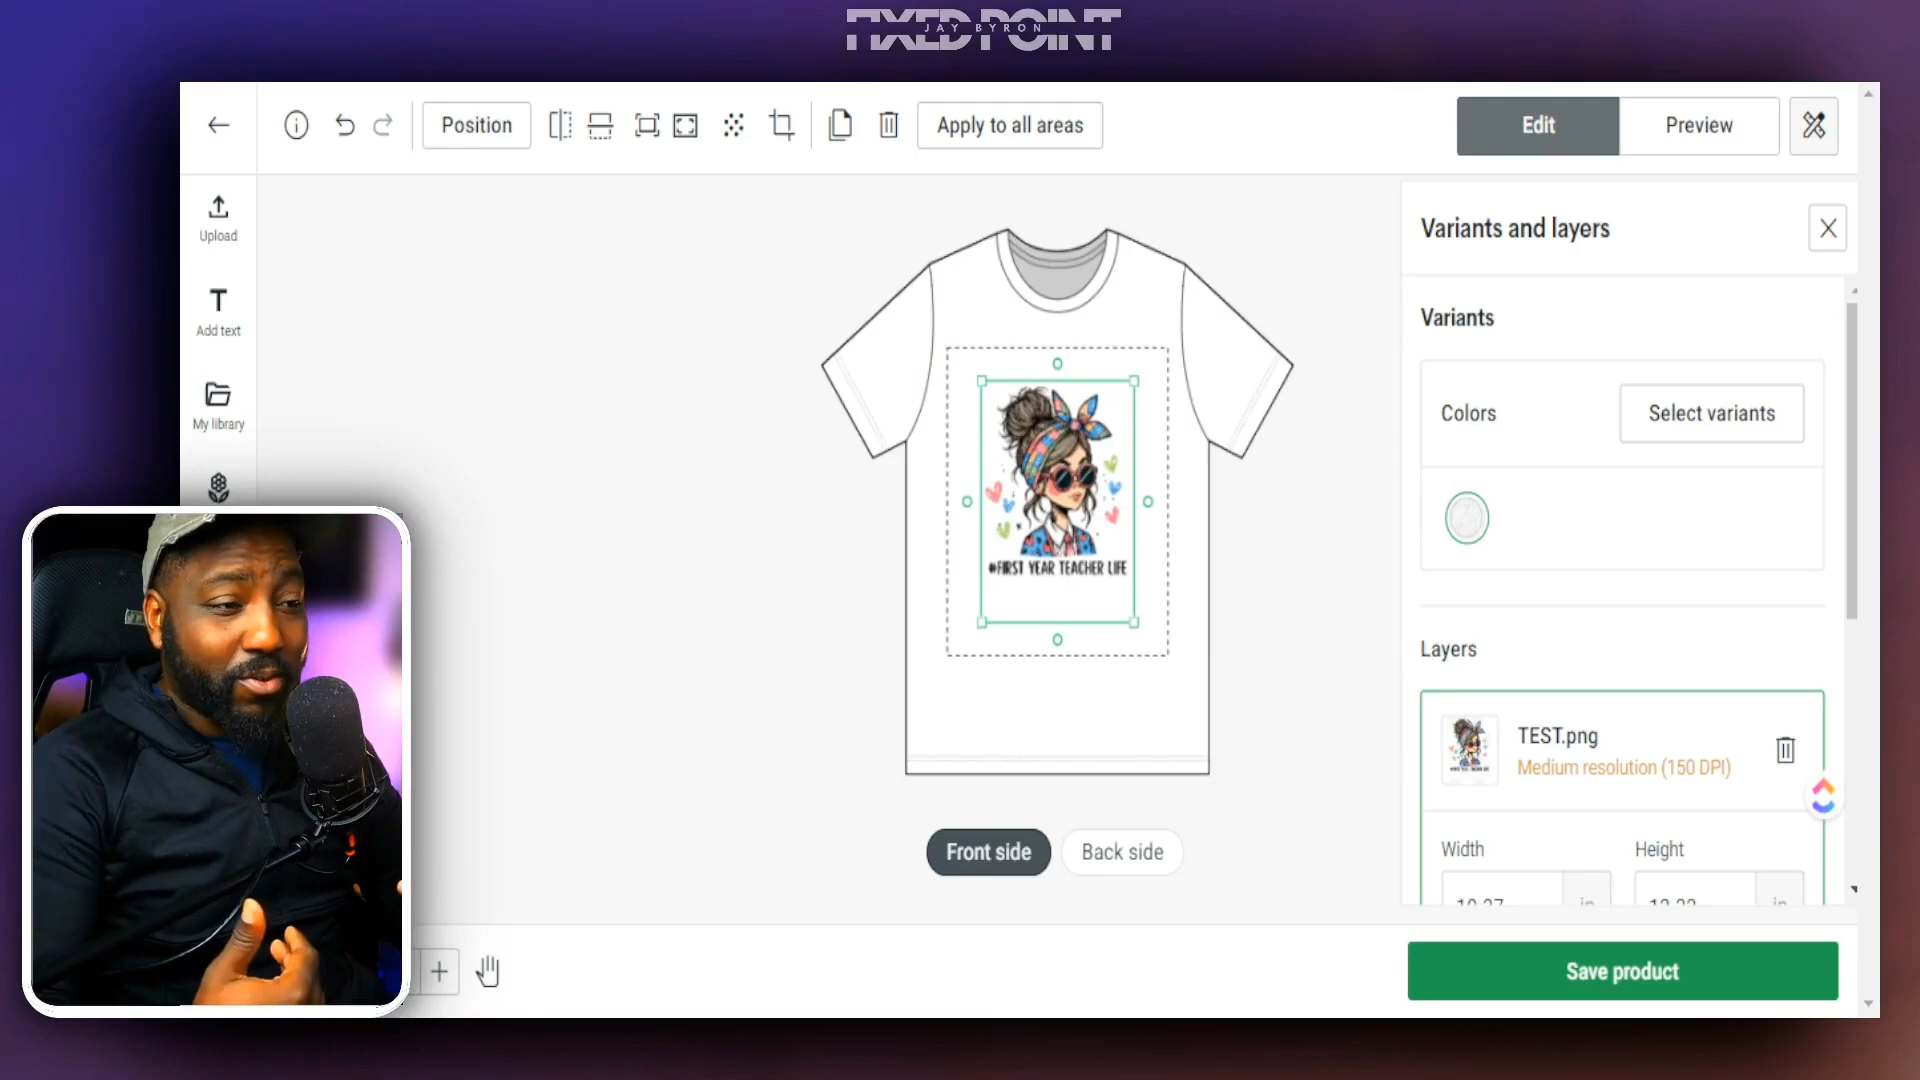 FIXED POINT
JAY BYRON
Position
Apply to all areas
Edit
Preview
Upload
Add text
My library
#FIRST YEAR TEACHER LIFE
Front side
Back side
Variants and layers
Variants
Colors
Select variants
Layers
TEST.png
Medium resolution (150 DPI)
Width
Height
Save product